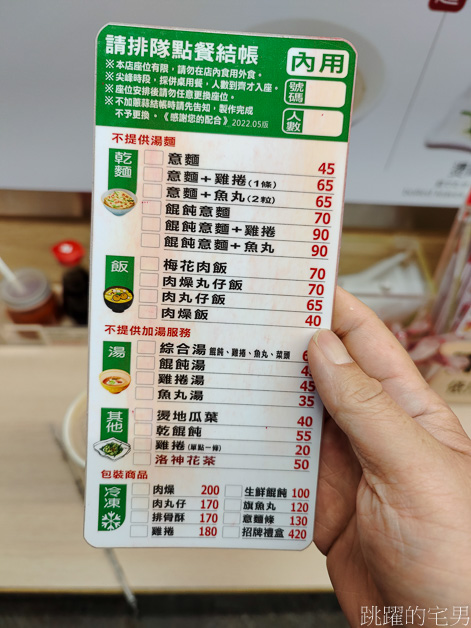 請排隊點餐結帳
內用
※本店座位有限，請勿在店內食用外食。
※尖峰時段，採供桌用餐，人數到齊才入座。
※座位安排後請勿任意更換座位。
※不加蔥蒜結帳時請先告知，製作完成
不予更換。《感謝您的配合》2022.05版
號碼
人數
不提供湯麵
乾麵
意麵 45
意麵+雞捲(1條) 65
意麵+魚丸(2粒) 65
餛飩意麵 70
餛飩意麵+雞捲 90
餛飩意麵+魚丸 90
飯
梅花肉飯 70
肉燥丸仔飯 70
肉丸仔飯 65
肉燥飯 40
不提供加湯服務
湯
綜合湯 餛飩、雞捲、魚丸、菜頭
餛飩湯
雞捲湯 45
魚丸湯 35
其他
燙地瓜葉 40
乾餛飩 55
雞捲(單點一條) 20
洛神花茶 50
包裝商品
冷凍
肉燥 200 生鮮餛飩 100
肉丸仔 170 旗魚丸 120
排骨酥 170 意麵條 130
雞捲 180 招牌禮盒 420
跳躍的宅男